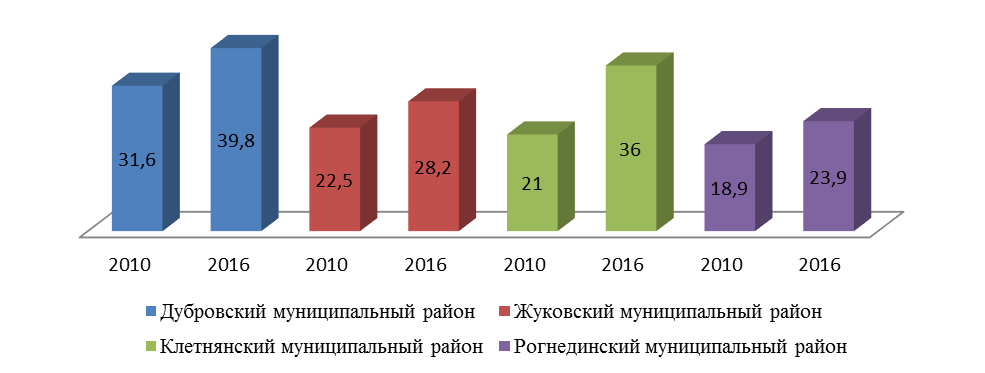 31,6
39,8
22,5
28,2
21
36
18,9
23,9
2010 2016 2010 2016 2010 2016 2010 2016
Дубровский муниципальный район Жуковский муниципальный район
Клетнянский муниципальный район Рогнединский муниципальный район